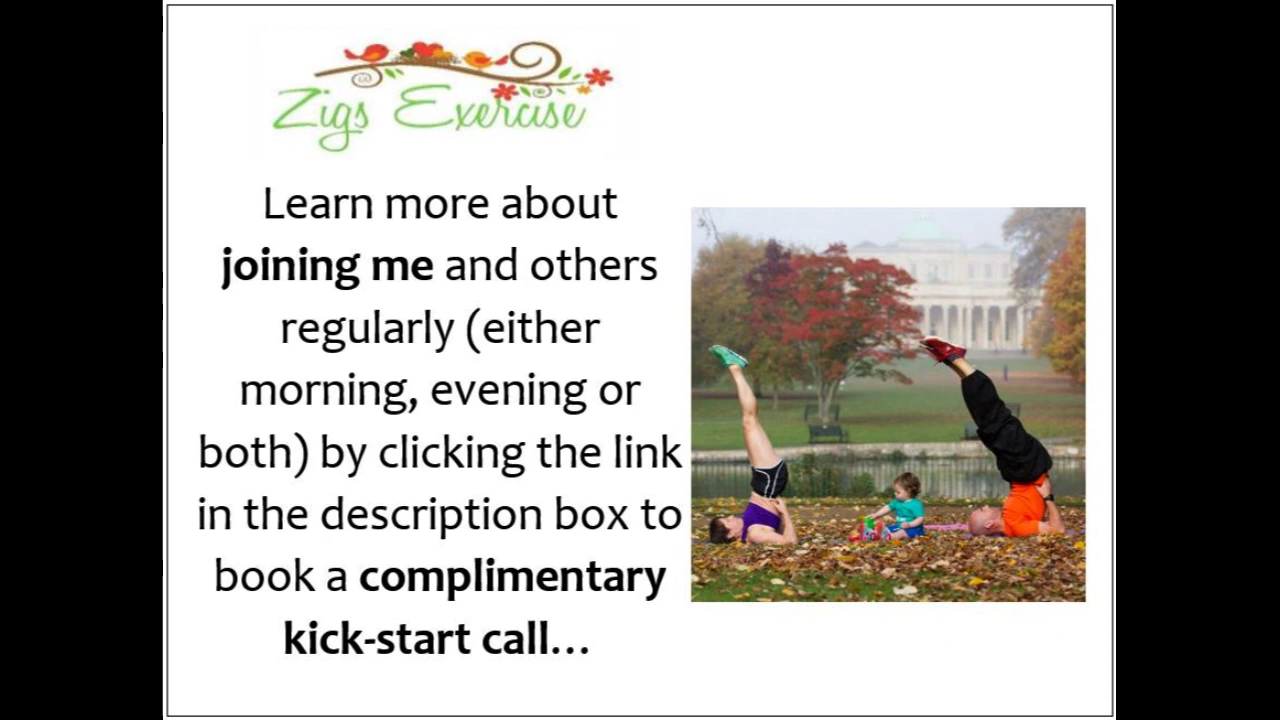 Zigs Exercise
Learn more about
joining me and others
regularly (either
morning, evening or
both) by clicking the link
in the description box to
book a complimentary
kick-start call…